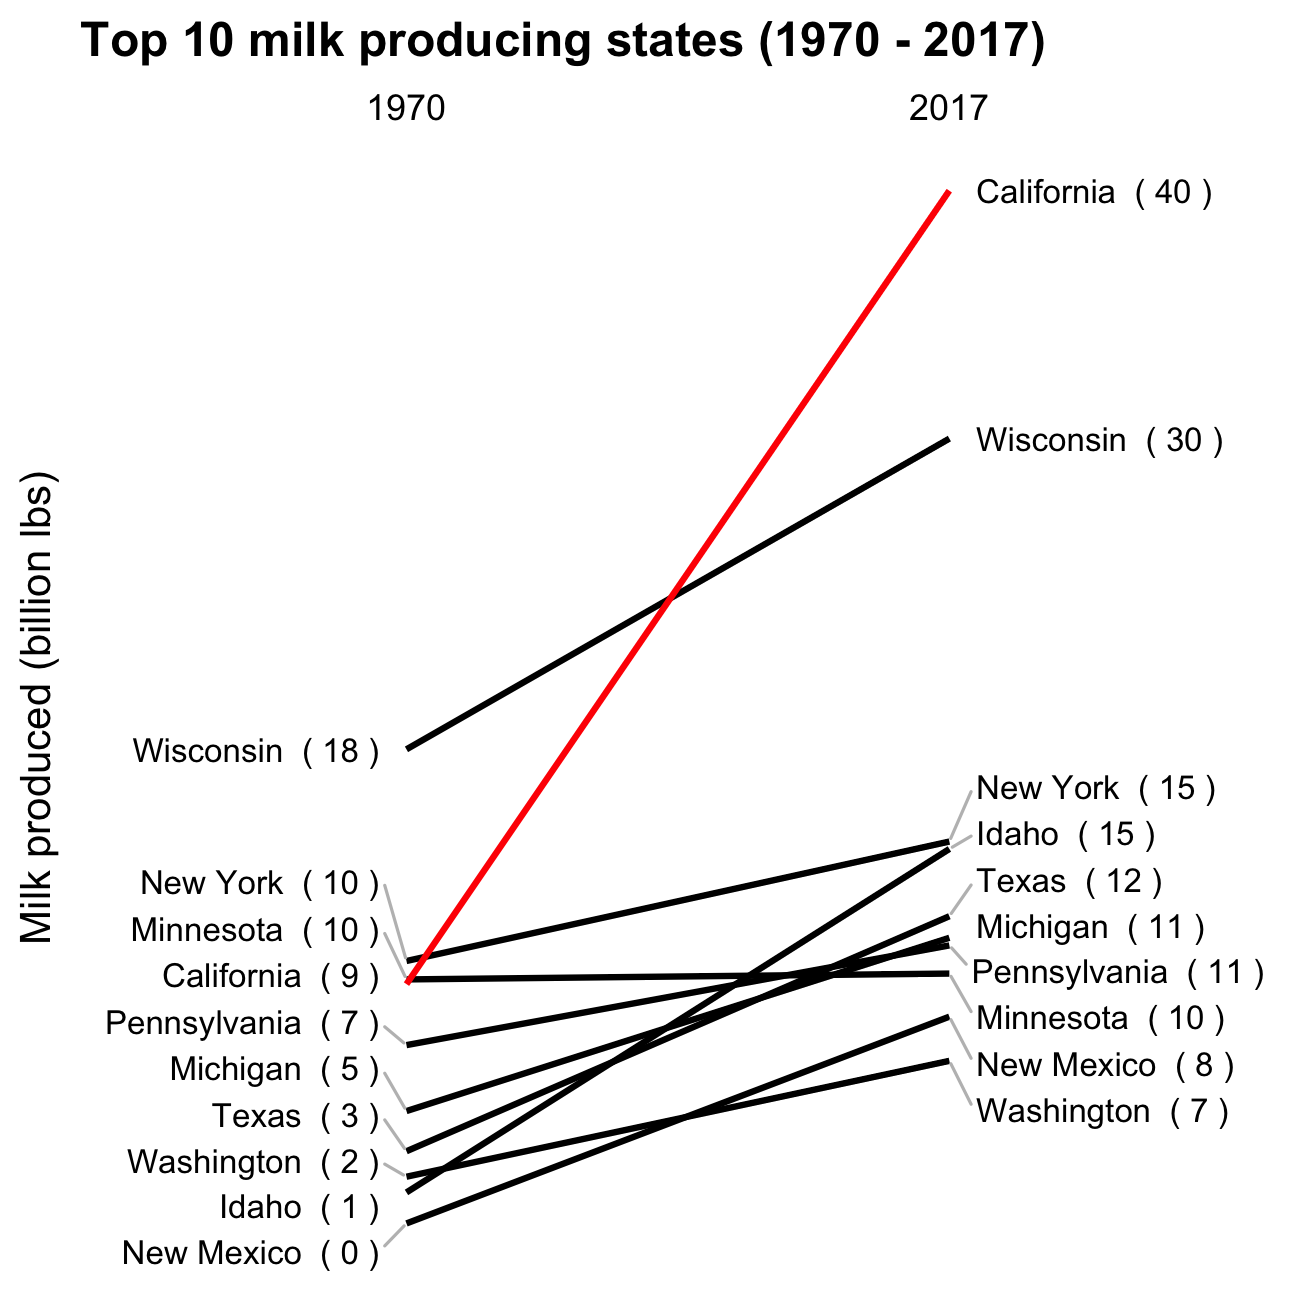 Top 10 milk producing states (1970 - 2017)
1970
2017
Milk produced (billion lbs)
Wisconsin ( 18 )
New York ( 10 )
Minnesota ( 10 )
California ( 9 )
Pennsylvania ( 7 )
Michigan ( 5 )
Texas ( 3 )
Washington ( 2 )
Idaho ( 1 )
New Mexico ( 0 )
California ( 40 )
Wisconsin ( 30 )
New York ( 15 )
Idaho ( 15 )
Texas ( 12 )
Michigan ( 11 )
Pennsylvania ( 11 )
Minnesota ( 10 )
New Mexico ( 8 )
Washington ( 7 )